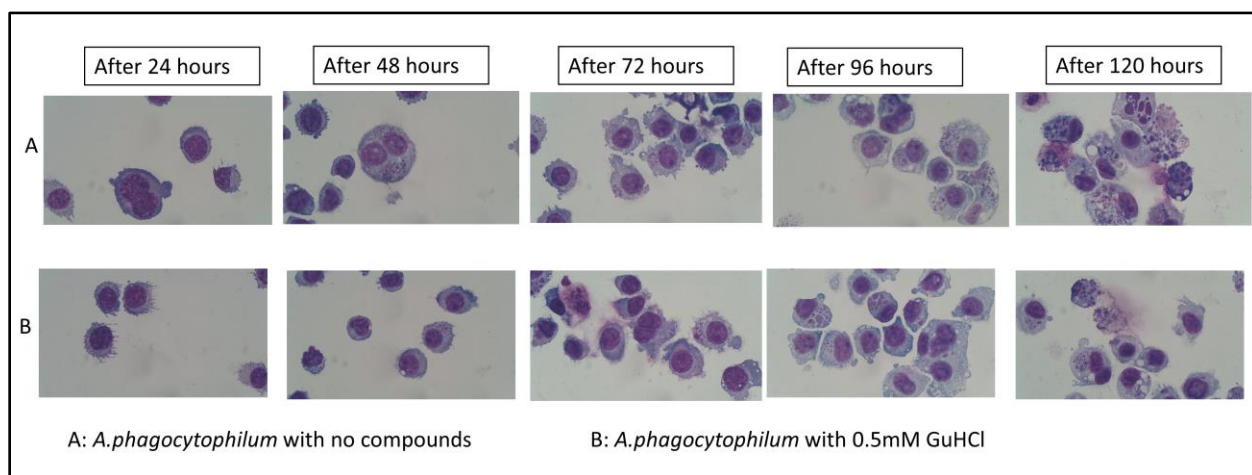 After 24 hours After 48 hours After 72 hours After 96 hours After 120 hours
A
B
A: A.phagocytophilum with no compounds B: A.phagocytophilum with 0.5mM GuHCl